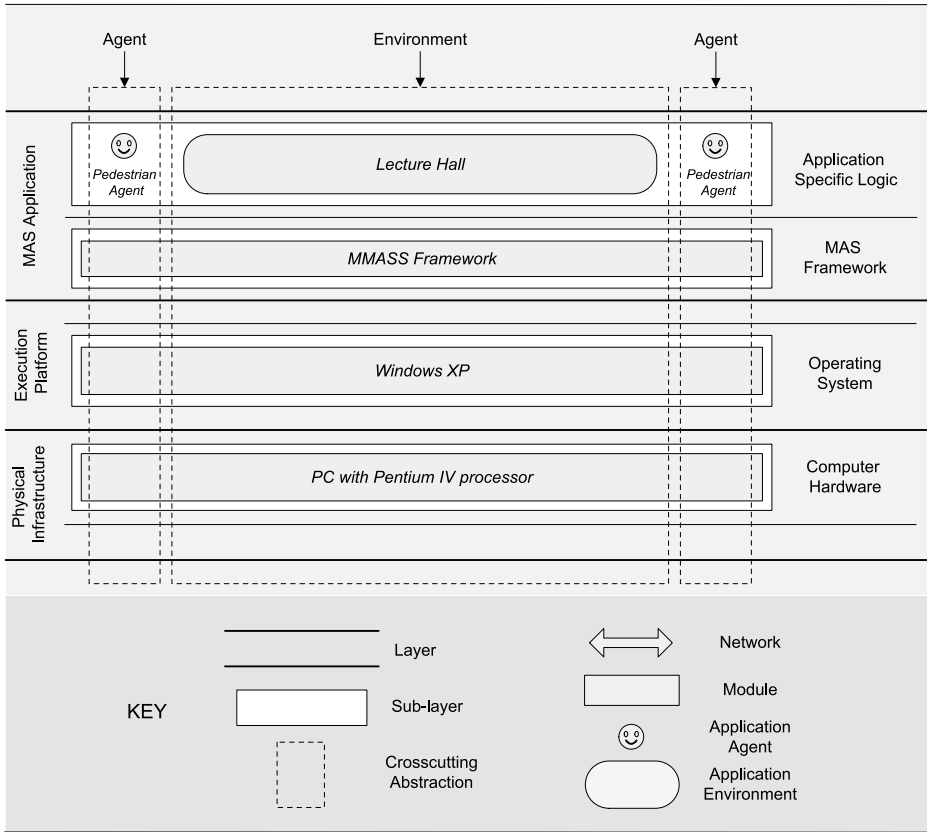 Agent
Environment
Agent
MAS Application
Pedestrian
Agent
Lecture Hall
Pedestrian
Agent
Application
Specific Logic
MMASS Framework
MAS
Framework
Execution
Platform
Windows XP
Operating
System
Physical
Infrastructure
PC with Pentium IV processor
Computer
Hardware
KEY
Layer
Sub-layer
Crosscutting
Abstraction
Network
Module
Application
Agent
Application
Environment